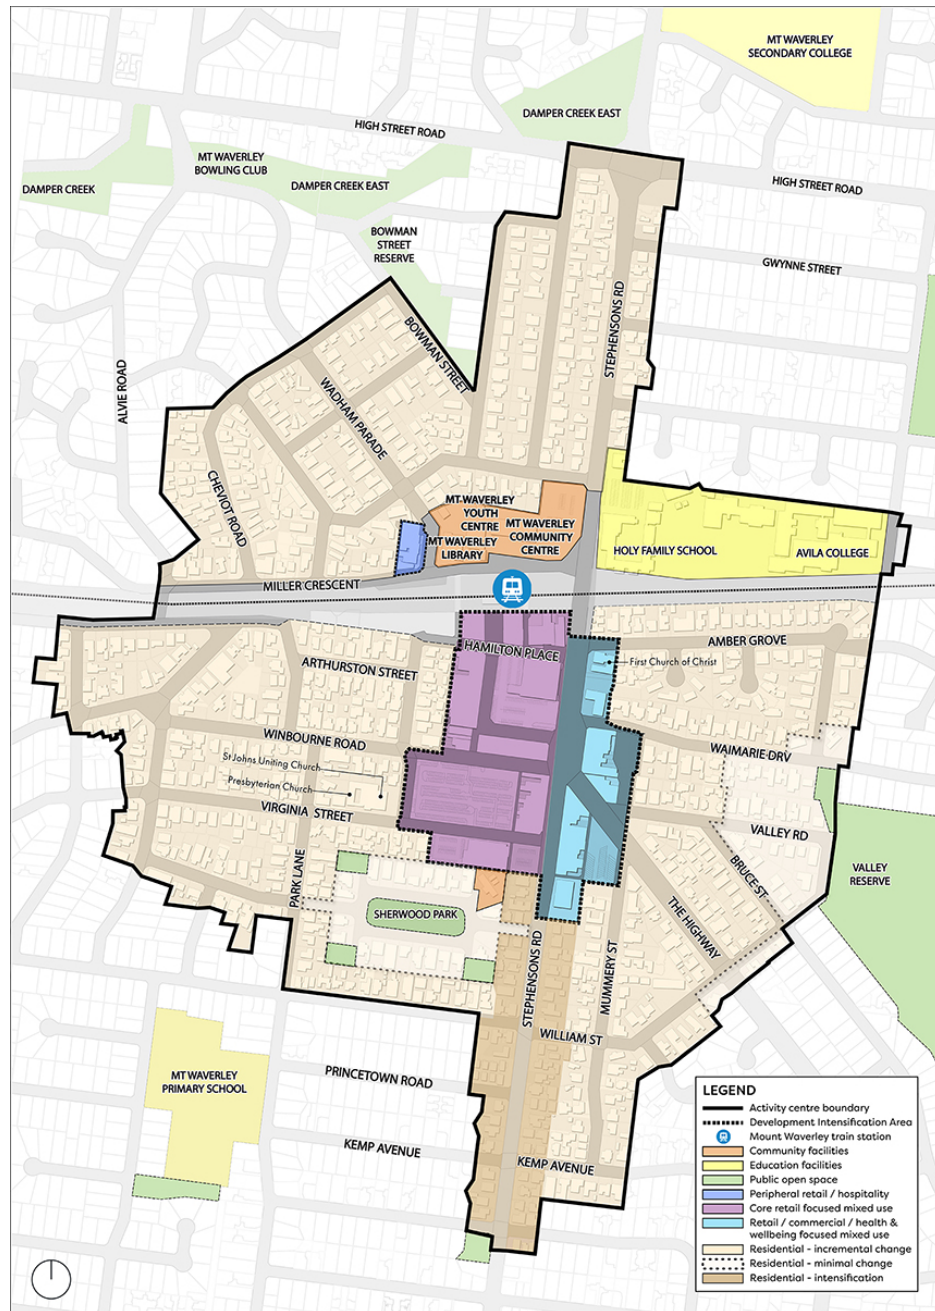 MT WAVERLEY
SECONDARY COLLEGE
DAMPER CREEK EAST
HIGH STREET ROAD
MT WAVERLEY
BOWLING CLUB
DAMPER CREEK
DAMPER CREEK EAST
HIGH STREET ROAD
BOWMAN
STREET
RESERVE
GWYNNE STREET
STEPHENSONS RD
BOWMAN STREET
ALVIE ROAD
WADHAM PARADE
CHEVIOT ROAD
MT WAVERLEY
YOUTH
CENTRE
MT WAVERLEY
COMMUNITY
CENTRE
MT WAVERLEY
LIBRARY
HOLY FAMILY SCHOOL
AVILA COLLEGE
MILLER CRESCENT
HAMILTON PLACE
AMBER GROVE
First Church of Christ
ARTHURSTON STREET
WINBOURNE ROAD
WAIMARIE DRV
St Johns Uniting Church
Presbyterian Church
VIRGINIA STREET
VALLEY RD
BRUCE ST
VALLEY
RESERVE
PARK LANE
THE HIGHWAY
SHERWOOD PARK
STEPHENSONS RD
MUMMERY ST
WILLIAM ST
MT WAVERLEY
PRIMARY SCHOOL
PRINCETOWN ROAD
KEMP AVENUE
KEMP AVENUE
LEGEND
Activity centre boundary
Development Intensification Area
Mount Waverley train station
Community facilities
Education facilities
Public open space
Peripheral retail / hospitality
Core retail focused mixed use
Retail / commercial / health &
wellbeing focused mixed use
Residential - incremental change
Residential - minimal change
Residential - intensification